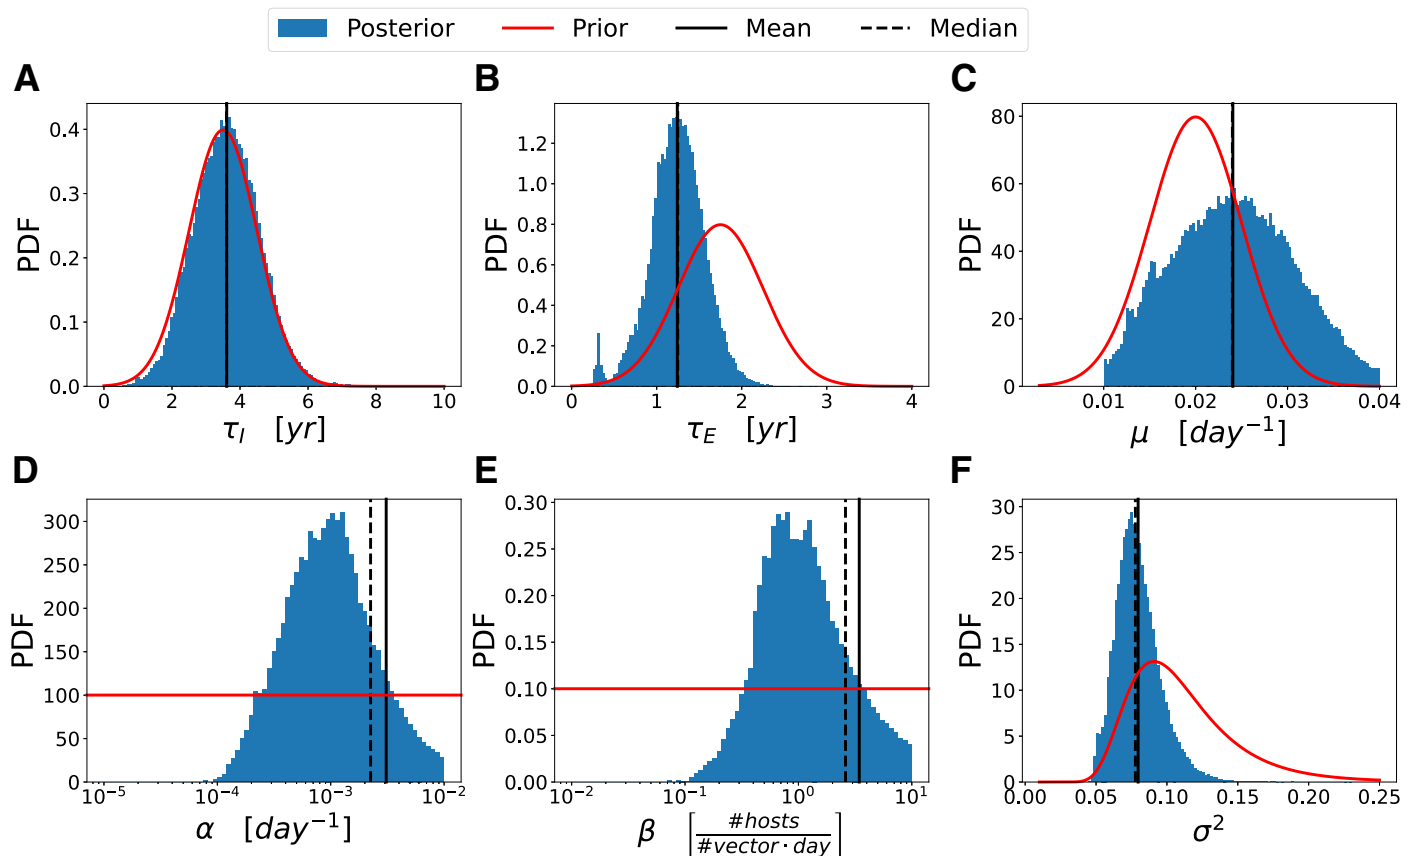 Posterior Prior Mean Median
A
B
C
0.4
0.3
0.2
0.1
0.0
PDF
0 2 4 6 8 10
τ_I [yr]
1.2
1.0
0.8
0.6
0.4
0.2
0.0
PDF
0 1 2 3 4
τ_E [yr]
80
60
40
20
0
PDF
0.01 0.02 0.03 0.04
μ [day⁻¹]
D
E
F
300
250
200
150
100
50
0
PDF
10⁻⁵ 10⁻⁴ 10⁻³ 10⁻²
α [day⁻¹]
0.30
0.25
0.20
0.15
0.10
0.05
0.00
PDF
10⁻² 10⁻¹ 10⁰ 10¹
β [#hosts
#vector · day]
30
25
20
15
10
5
0
PDF
0.00 0.05 0.10 0.15 0.20 0.25
σ²